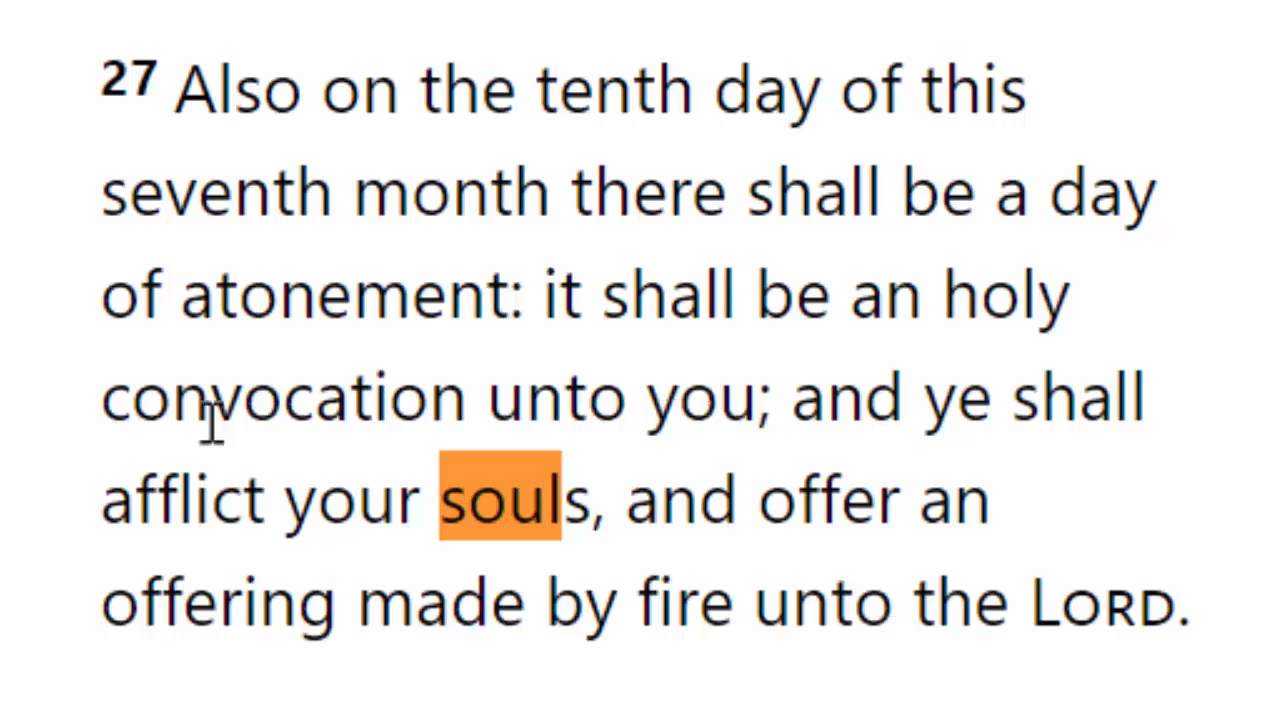 27 Also on the tenth day of this
seventh month there shall be a day
of atonement: it shall be an holy
convocation unto you; and ye shall
afflict your souls, and offer an
offering made by fire unto the LORD.